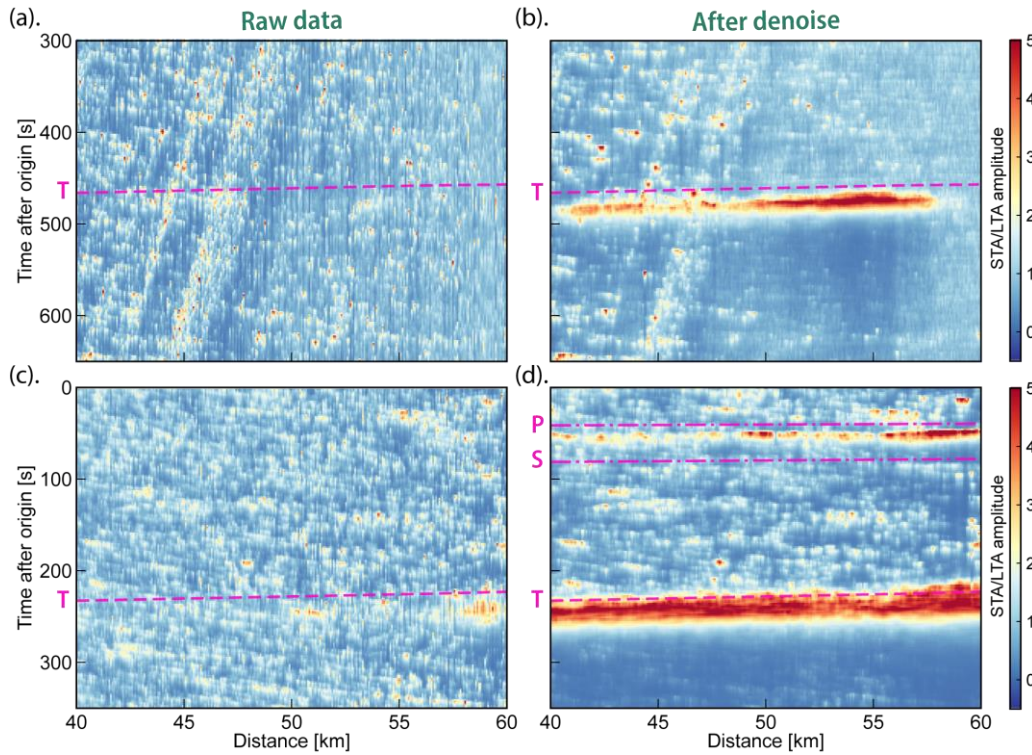 (a).
Raw data
(b).
After denoise
300
400
T
500
600
Time after origin [s]
T
5
4
3
2
1
0
STA/LTA amplitude
(c).
(d).
0
100
200
T
300
Time after origin [s]
P
S
T
5
4
3
2
1
0
STA/LTA amplitude
40
45
50
55
60
Distance [km]
40
45
50
55
60
Distance [km]